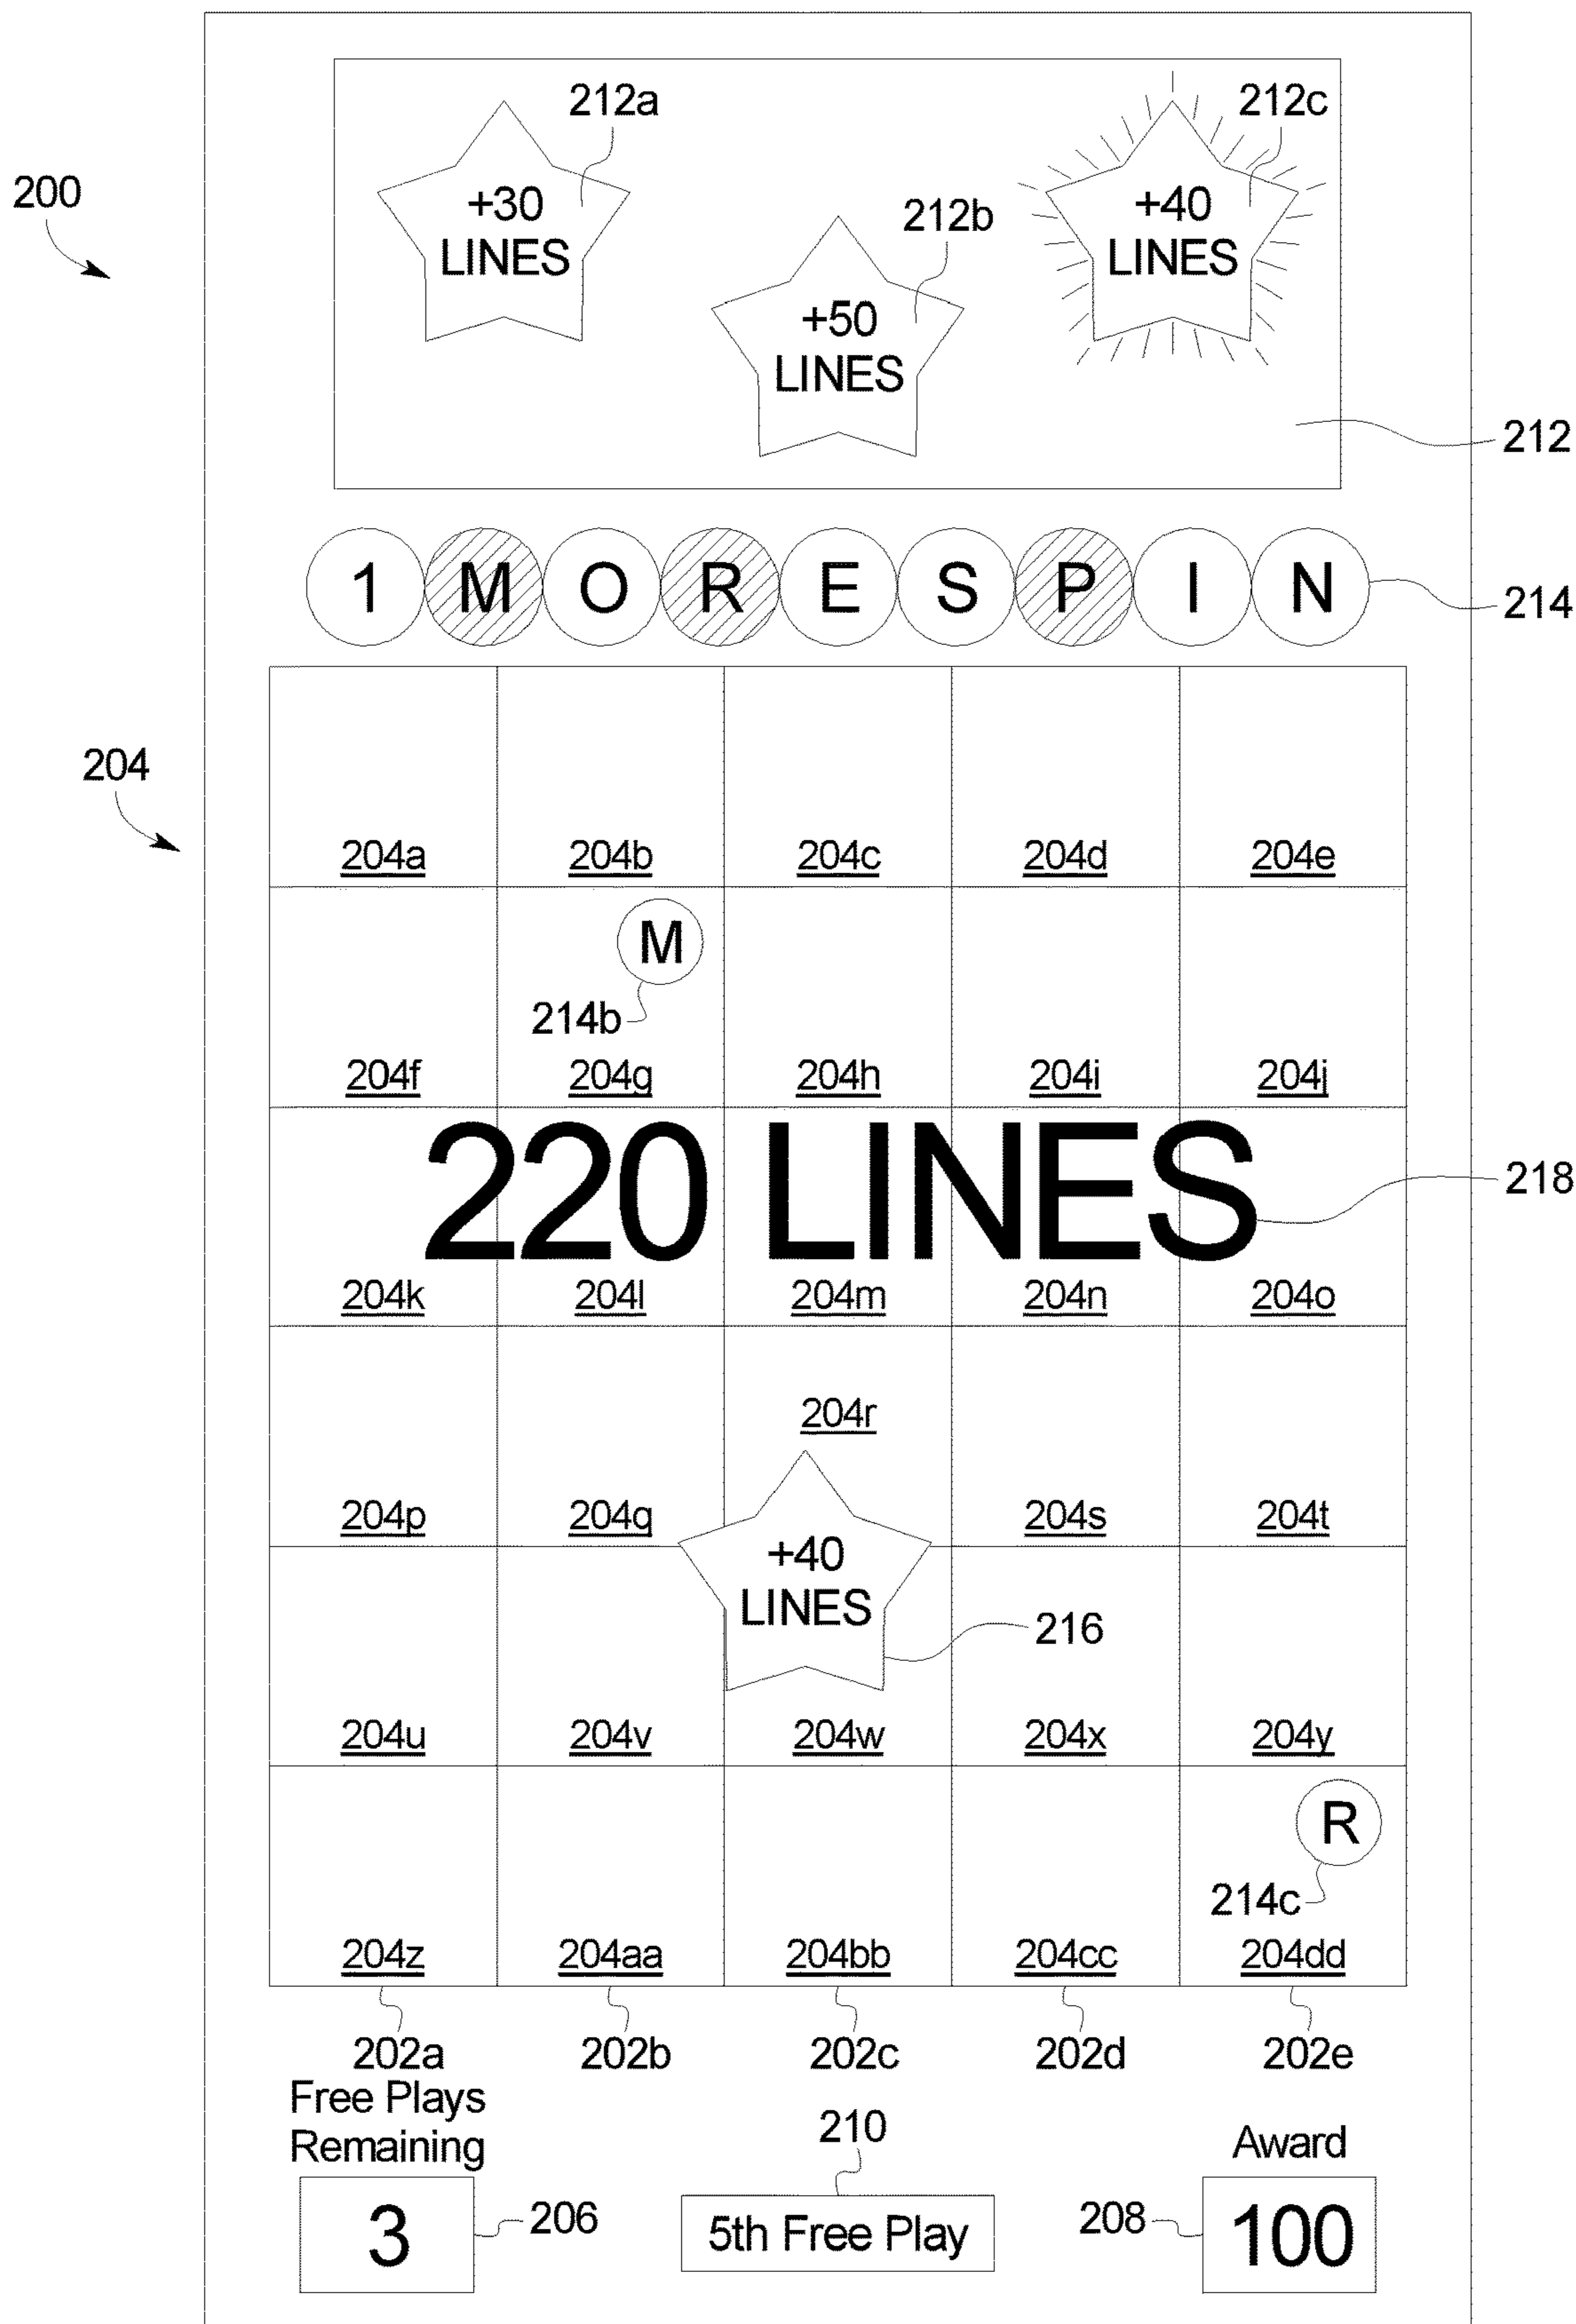 200
212a
+30
LINES
212b
+50
LINES
212c
+40
LINES
212
1 M O R E S P I N
214
204
204a 204b 204c 204d 204e
M
214b
204f 204g 204h 204i 204j
220 LINES
218
204k 204l 204m 204n 204o
204r
204p 204q 204s 204t
+40
LINES
216
204u 204v 204w 204x 204y
R
214c
204z 204aa 204bb 204cc 204dd
202a 202b 202c 202d 202e
Free Plays
Remaining
3
206
210
5th Free Play
Award
208
100